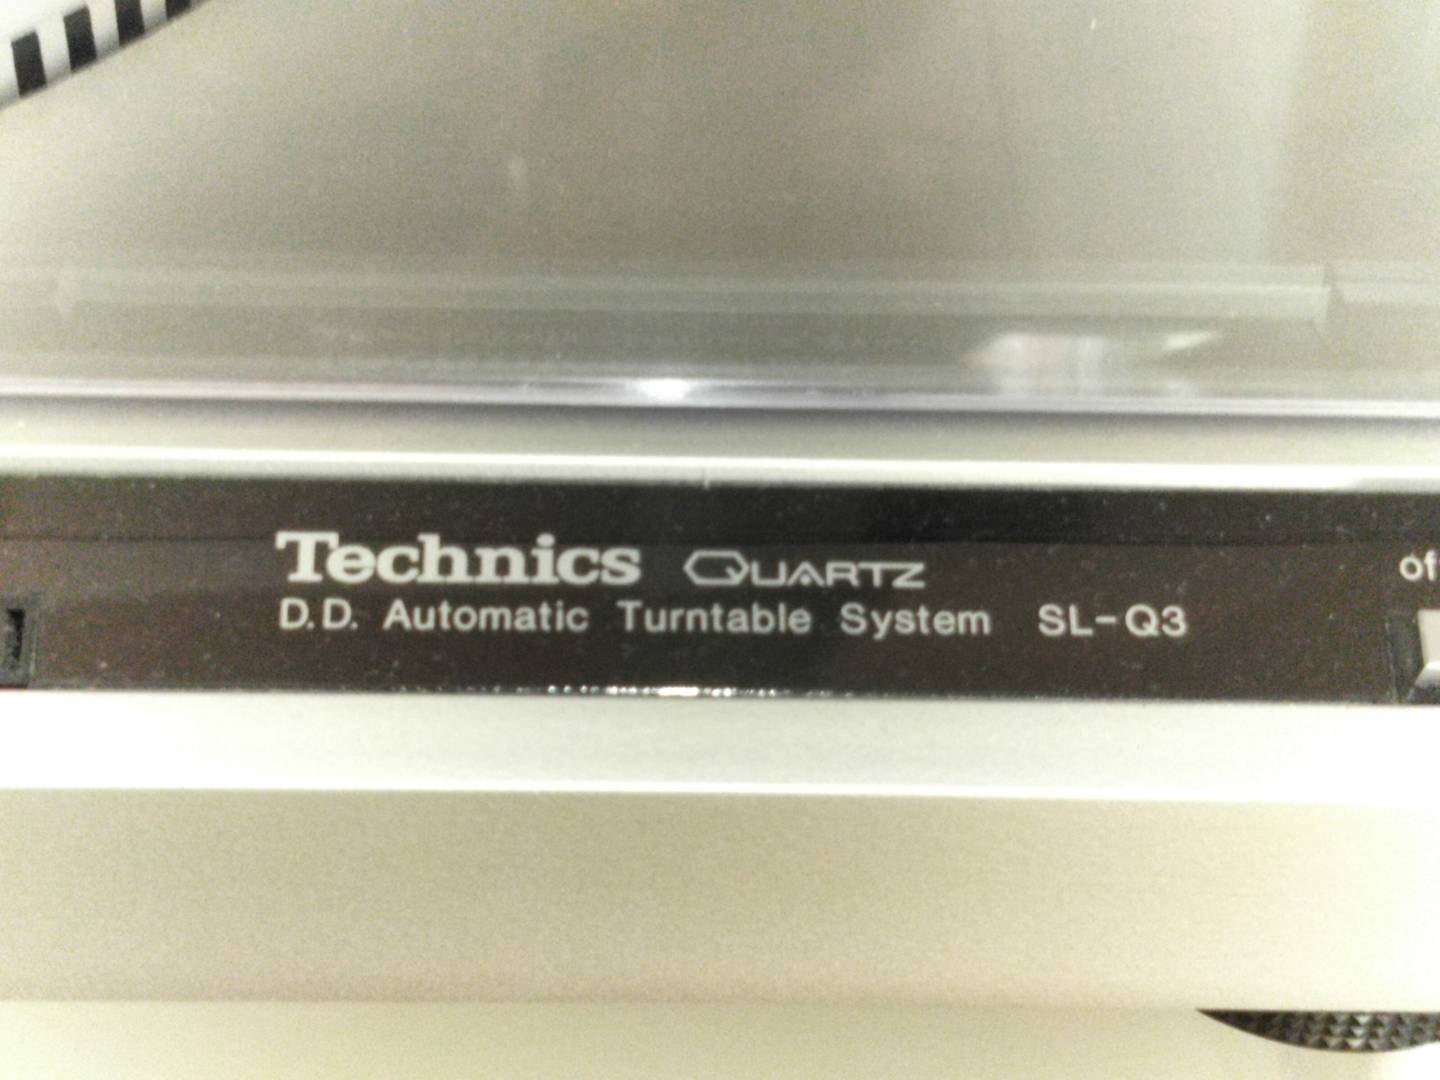 Technics QUARTZ
D.D. Automatic Turntable System SL-Q3